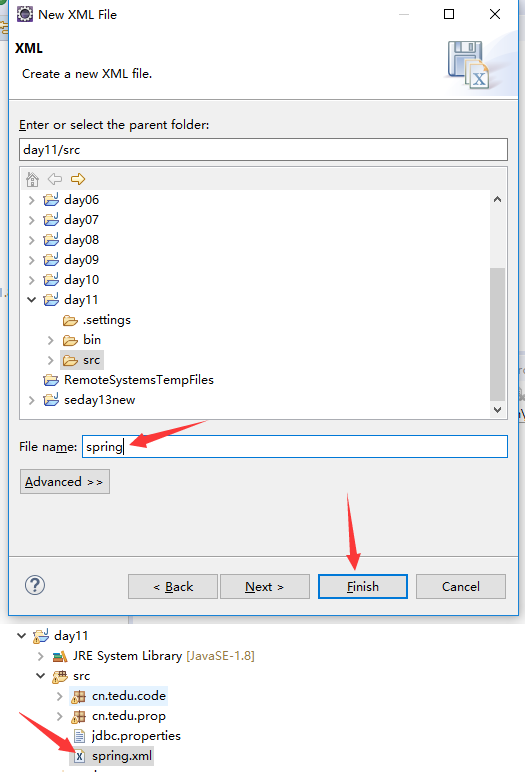 New XML File
XML
Create a new XML file.
Enter or select the parent folder:
day11/src
day06
day07
day08
day09
day10
day11
.settings
bin
src
RemoteSystemsTempFiles
seday13new
File name: spring
Advanced >>
< Back Next > Finish Cancel
day11
JRE System Library [JavaSE-1.8]
src
cn.tedu.code
cn.tedu.prop
jdbc.properties
spring.xml